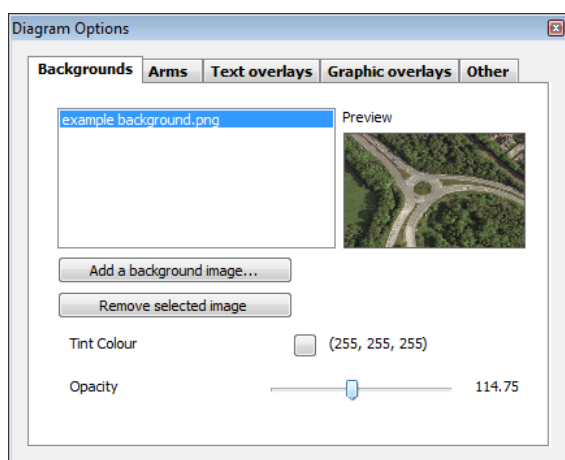 Diagram Options
Backgrounds Arms Text overlays Graphic overlays Other
example background.png
Preview
Add a background image...
Remove selected image
Tint Colour (255, 255, 255)
Opacity 114.75